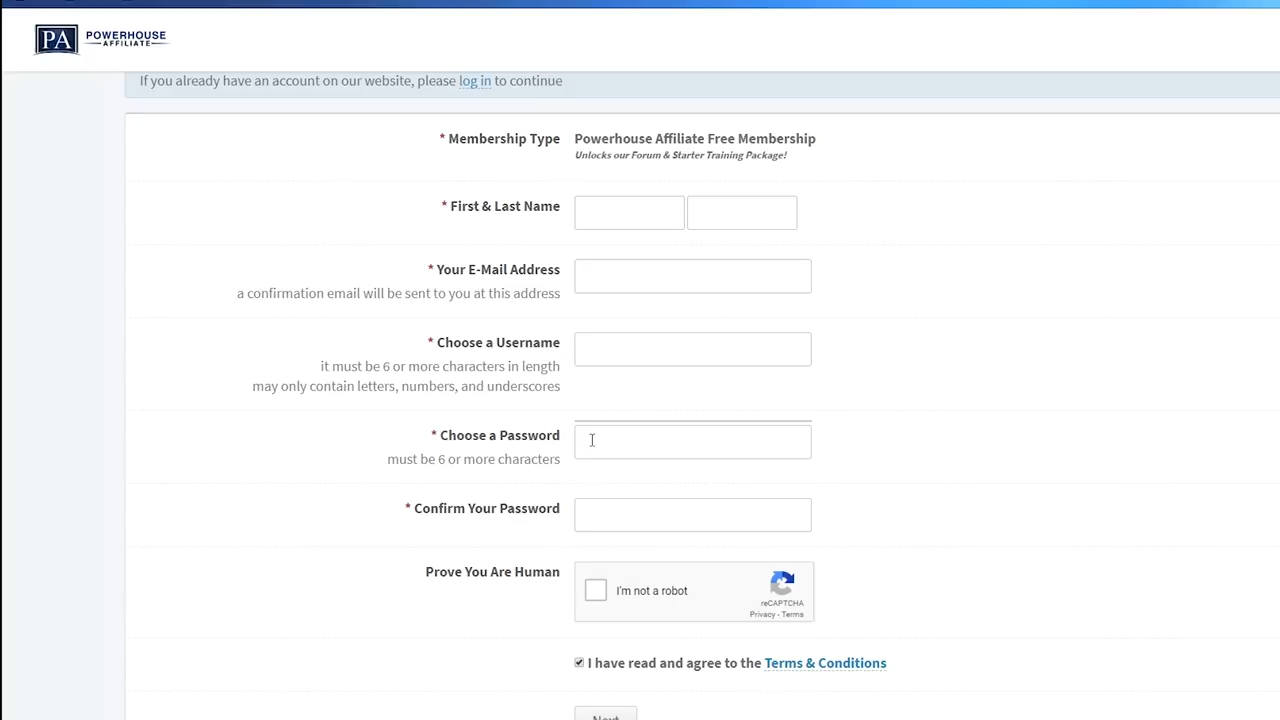 PA POWERHOUSE
AFFILIATE
If you already have an account on our website, please log in to continue
* Membership Type
Powerhouse Affiliate Free Membership
Unlocks our Forum & Starter Training Package!
* First & Last Name
* Your E-Mail Address
a confirmation email will be sent to you at this address
* Choose a Username
it must be 6 or more characters in length
may only contain letters, numbers, and underscores
* Choose a Password
must be 6 or more characters
* Confirm Your Password
Prove You Are Human
I'm not a robot
reCAPTCHA
Privacy - Terms
I have read and agree to the Terms & Conditions
Next